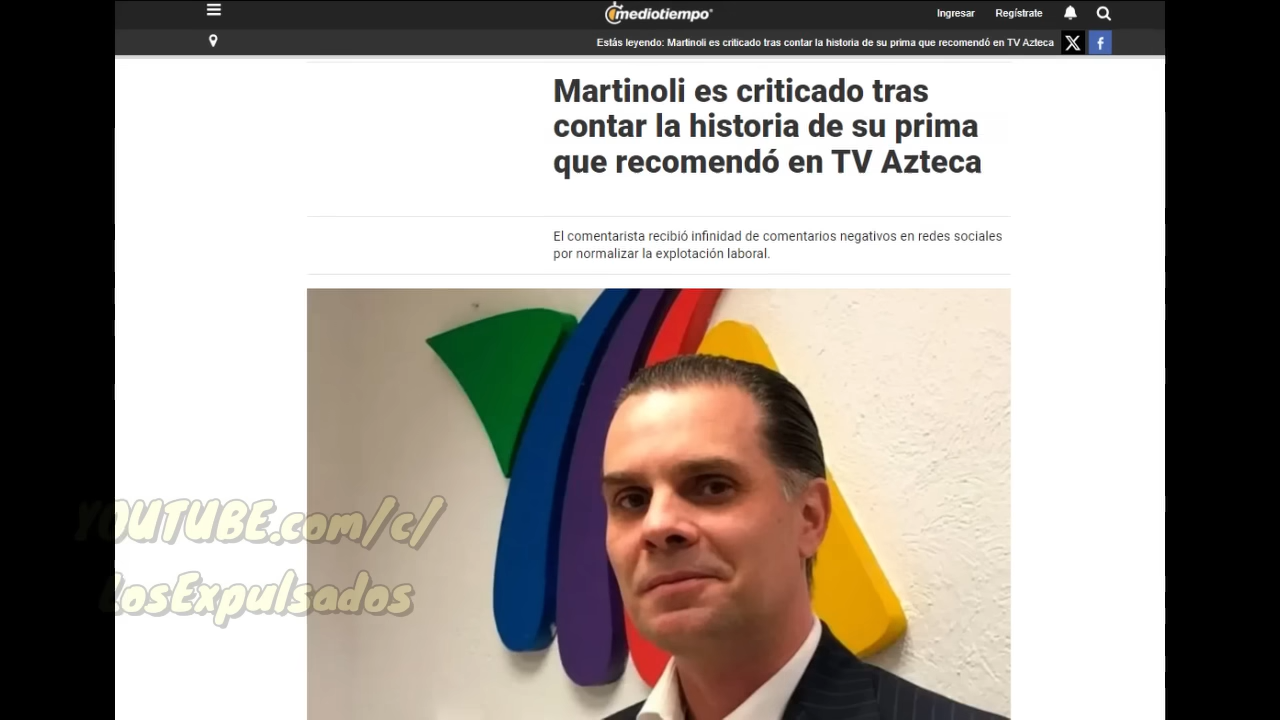 mediotiempo
Ingresar
Regístrate
Estás leyendo: Martinoli es criticado tras contar la historia de su prima que recomendó en TV Azteca
X
f
Martinoli es criticado tras
contar la historia de su prima
que recomendó en TV Azteca
El comentarista recibió infinidad de comentarios negativos en redes sociales
por normalizar la explotación laboral.
YOUTUBE.com/c/
LosExpulsados